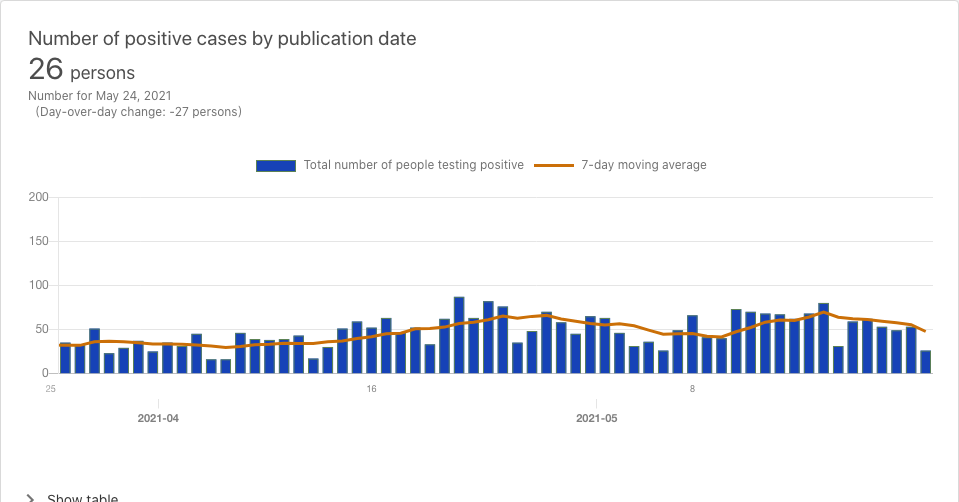 Number of positive cases by publication date
26 persons
Number for May 24, 2021
(Day-over-day change: -27 persons)
Total number of people testing positive 7-day moving average
200
150
100
50
0
25 16 8
2021-04 2021-05
Show table